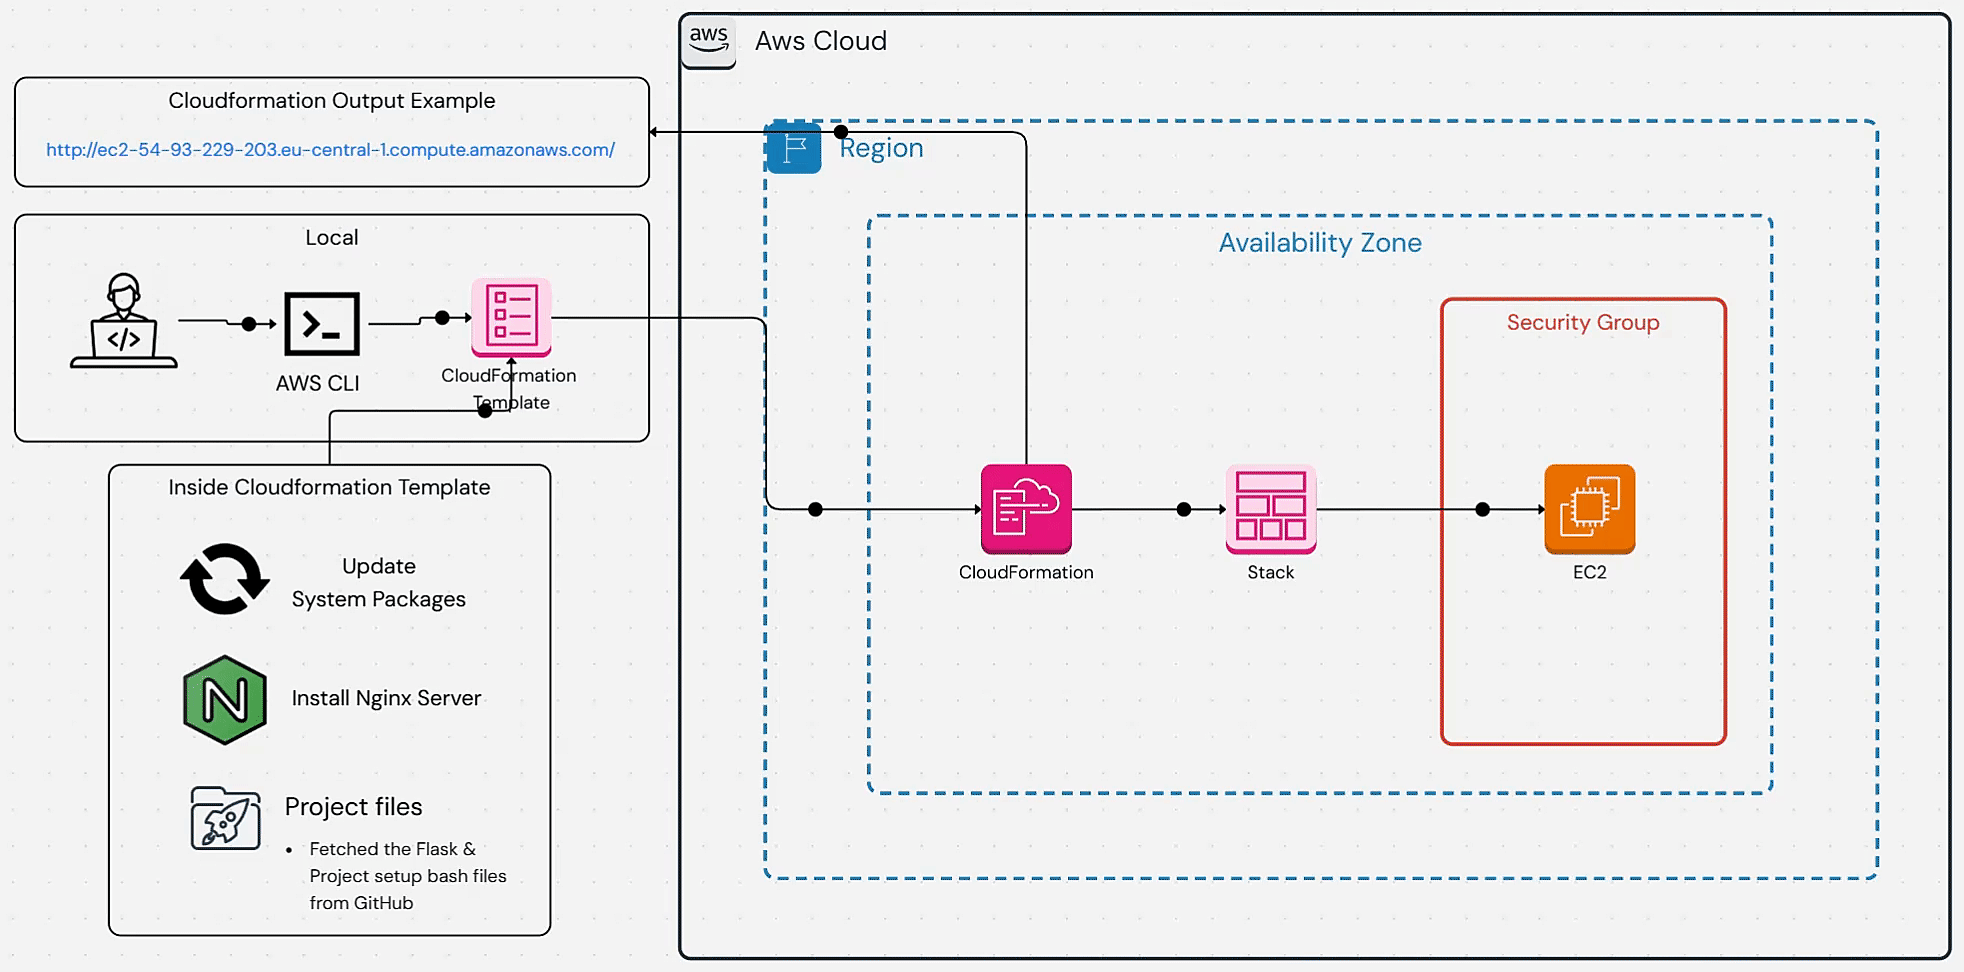 aws
Aws Cloud
Cloudformation Output Example
http://ec2-54-93-229-203.eu-central-1.compute.amazonaws.com/
Region
Local
Availability Zone
</>
>_
AWS CLI
CloudFormation
Template
Security Group
CloudFormation
Stack
EC2
Inside Cloudformation Template
Update
System Packages
N
Install Nginx Server
Project files
• Fetched the Flask &
Project setup bash files
from GitHub